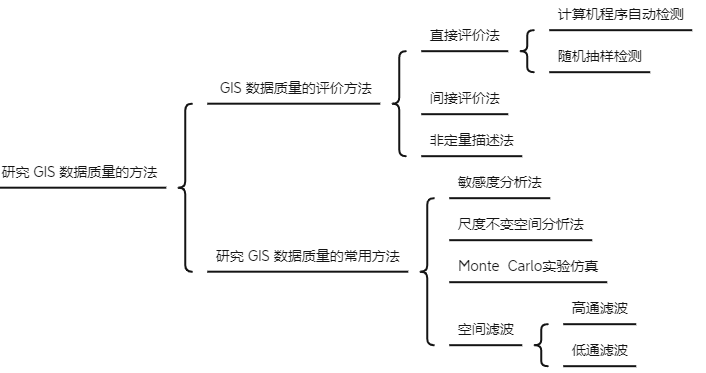 研究 GIS 数据质量的方法
GIS 数据质量的评价方法
直接评价法
计算机程序自动检测
随机抽样检测
间接评价法
非定量描述法
研究 GIS 数据质量的常用方法
敏感度分析法
尺度不变空间分忻法
Monte Carlo实验仿真
空间滤波
高通滤波
低通滤波